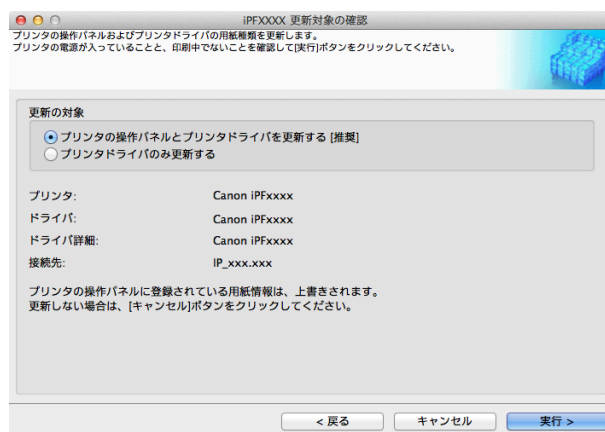 iPFXXXX 更新対象の確認
プリンタの操作パネルおよびプリンタドライバの用紙種類を更新します。
プリンタの電源が入っていることと、印刷中でないことを確認して[実行]ボタンをクリックしてください。
更新の対象
プリンタの操作パネルとプリンタドライバを更新する [推奨]
プリンタドライバのみ更新する
プリンタ: Canon iPFxxxx
ドライバ: Canon iPFxxxx
ドライバ詳細: Canon iPFxxxx
接続先: IP_xxx.xxx
プリンタの操作パネルに登録されている用紙情報は、上書きされます。
更新しない場合は、[キャンセル]ボタンをクリックしてください。
< 戻る キャンセル 実行 >